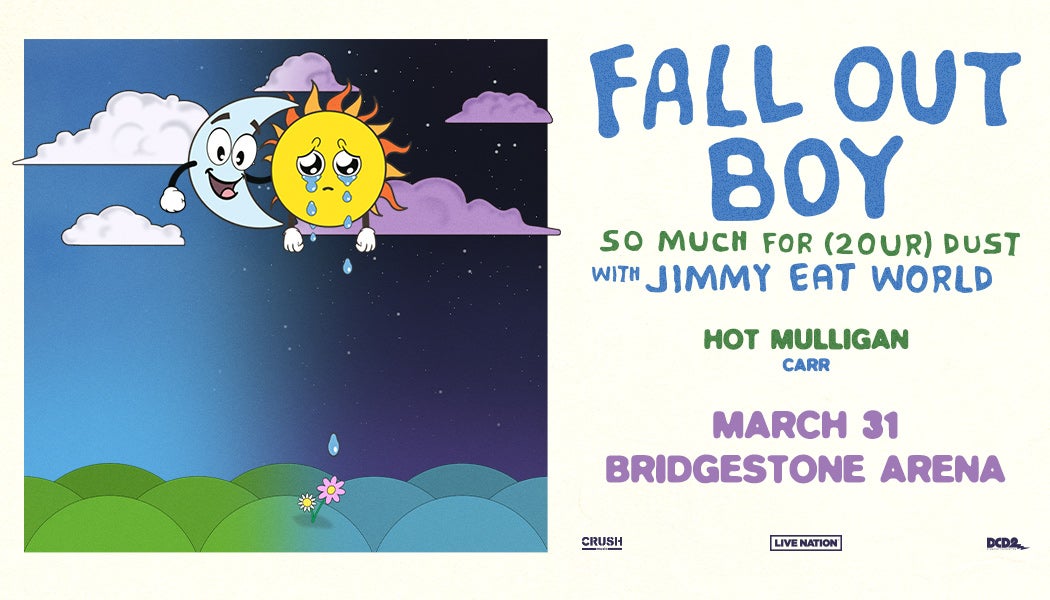 FALL OUT
BOY
SO MUCH FOR (2OUR) DUST
WITH JIMMY EAT WORLD
HOT MULLIGAN
CARR
MARCH 31
BRIDGESTONE ARENA
CRUSH
LIVE NATION
DCD2